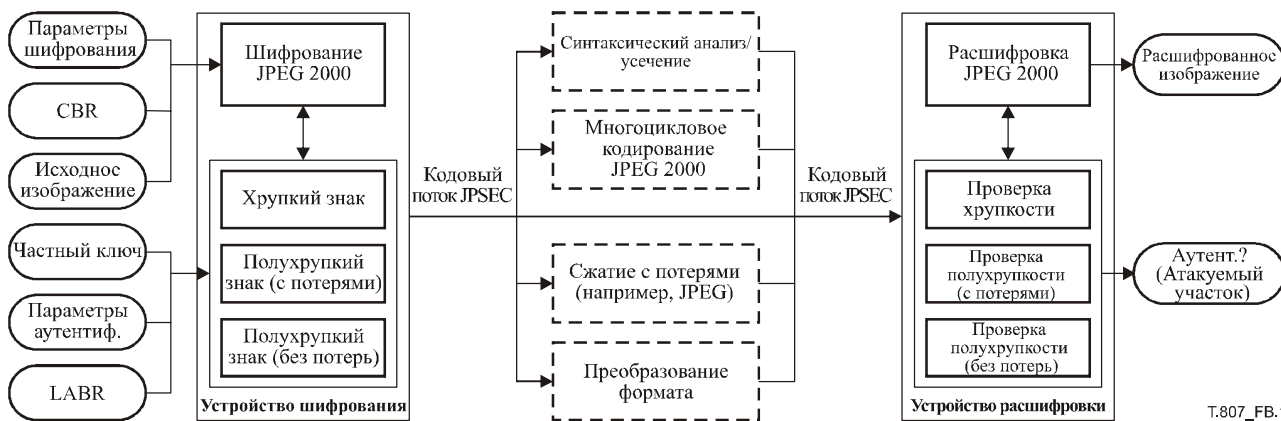 Параметры
шифрования
CBR
Исходное
изображение
Частный ключ
Параметры
аутентиф.
LABR
Шифрование
JPEG 2000
Хрупкий знак
Полухрупкий
знак (с потерями)
Полухрупкий
знак (без потерь)
Устройство шифрования
Кодовый
поток JPSEC
Синтаксический анализ/
усечение
Многоцикловое
кодирование
JPEG 2000
Сжатие с потерями
(например, JPEG)
Преобразование
формата
Кодовый
поток JPSEC
Расшифровка
JPEG 2000
Проверка
хрупкости
Проверка
полухрупкости
(с потерями)
Проверка
полухрупкости
(без потерь)
Устройство расшифровки
Расшифрованное
изображение
Аутент.?
(Атакуемый
участок)
T.807_FB.